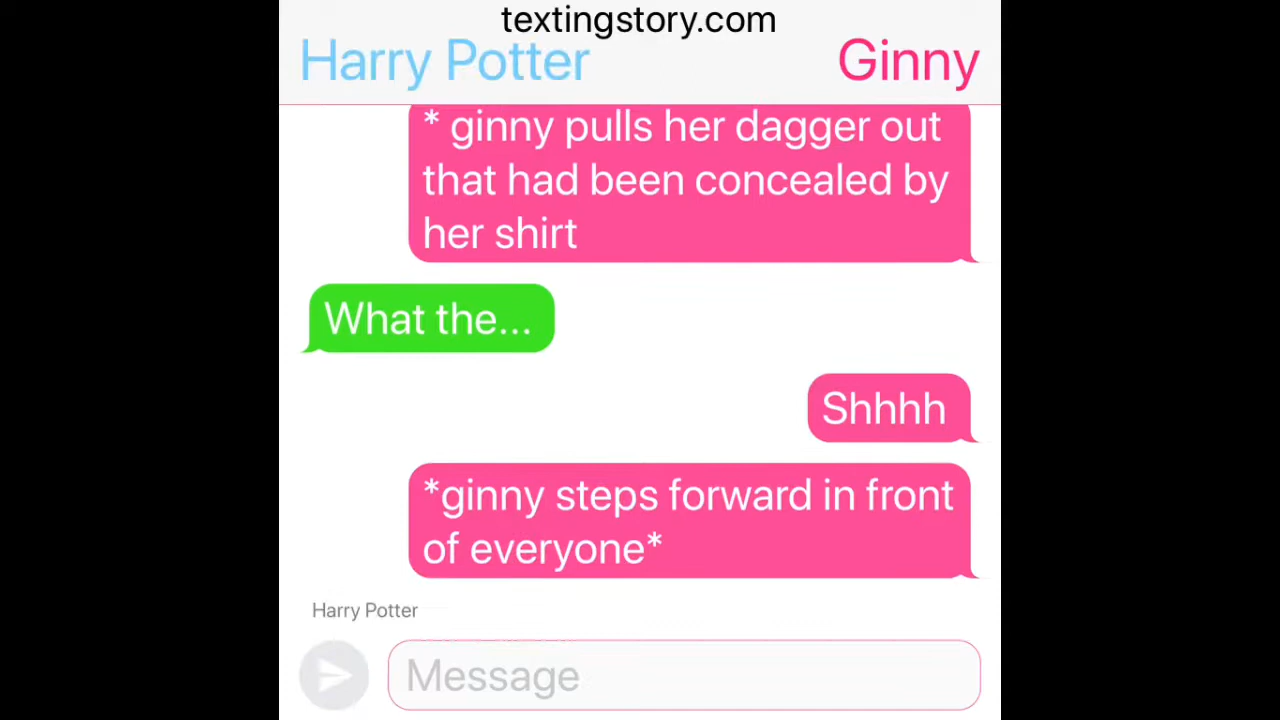 textingstory.com
Harry Potter
Ginny
* ginny pulls her dagger out
that had been concealed by
her shirt
What the...
Shhhh
*ginny steps forward in front
of everyone*
Harry Potter
Message